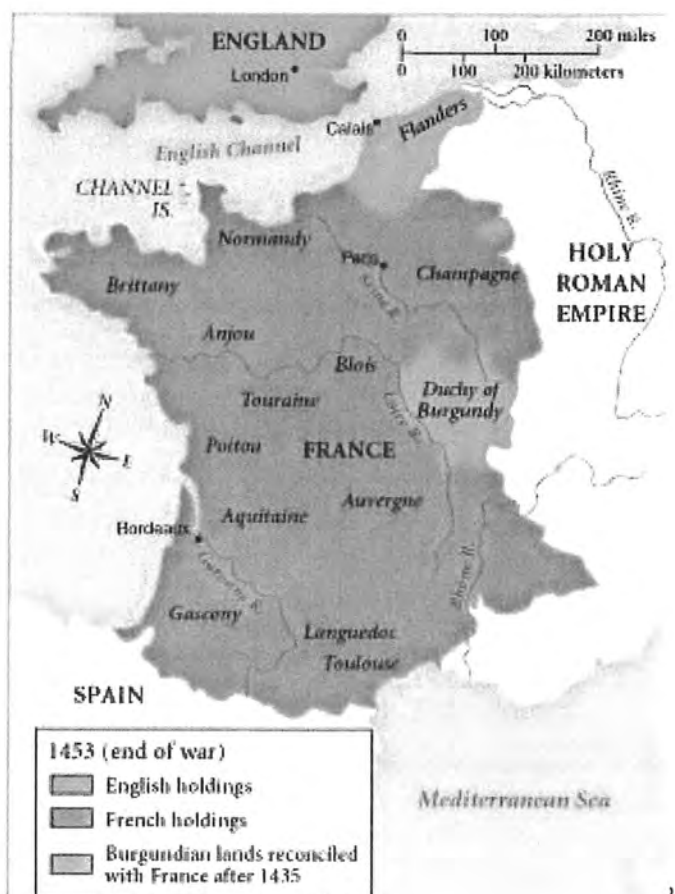 ENGLAND
London
0 100 200 miles
0 100 200 kilometers
Calais
Flanders
English Channel
CHANNEL
IS.
Rhine R.
Normandy
Paris
Champagne
HOLY
ROMAN
EMPIRE
Brittany
Seine R.
Anjou
Blois
Touraine
Loire R.
Duchy of
Burgundy
N
W E
S
Poitou
FRANCE
Auvergne
Aquitaine
Bordeaux
Rhone R.
Gascony
Languedoc
Toulouse
SPAIN
1453 (end of war)
English holdings
French holdings
Burgundian lands reconciled
with France after 1435
Mediterranean Sea